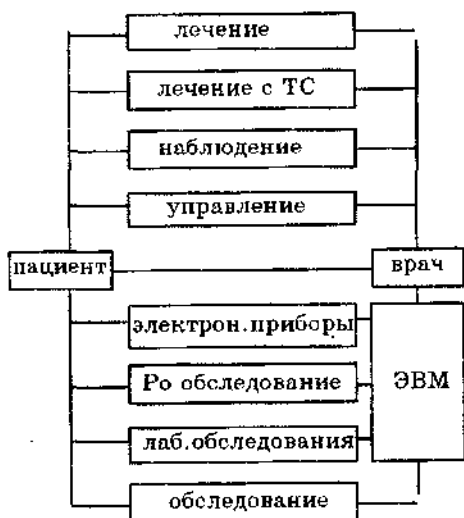 лечение
лечение с ТС
наблюдение
управление
пациент
врач
электрон.приборы
Ро обследование
ЭВМ
лаб.обследования
обследование